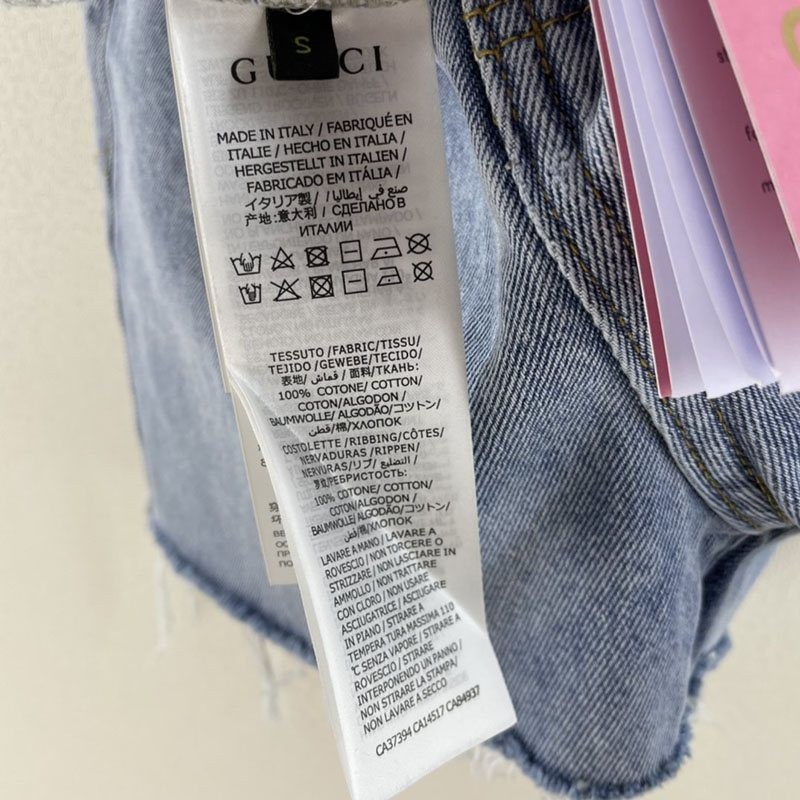 S
GUCCI
MADE IN ITALY / FABRIQUÉ EN
ITALIE / HECHO EN ITALIA /
HERGESTELLT IN ITALIEN /
FABRICADO EM ITÁLIA /
イタリア製 / صنع في إيطاليا /
产地:意大利 / СДЕЛАНО В
ИТАЛИИ
TESSUTO /FABRIC/TISSU/
TEJIDO /GEWEBE/TECIDO/
表地/ قماش / 面料/ТКАНЬ:
100% COTONE/ COTTON/
COTON/ALGODON /
BAUMWOLLE/ ALGODÃO/コットン/
قطن/棉/ХЛОПОК
COSTOLETTE /RIBBING/CÔTES/
NERVADURAS /RIPPEN/
NERVURAS/リブ / التضليع/
罗纹/РЕБРИСТОСТЬ:
100% COTONE/ COTTON/
COTON/ALGODON /
BAUMWOLLE/ ALGODÃO/コットン/
قطن/棉/ХЛОПОК
LAVARE A MANO / LAVARE A
ROVESCIO / NON TORCERE O
STRIZZARE / NON LASCIARE IN
AMMOLLO / NON TRATTARE
CON CLORO / NON USARE
ASCIUGATRICE / ASCIUGARE
IN PIANO / STIRARE A
TEMPERA TURA MASSIMA 110
°C SENZA VAPORE / STIRARE A
ROVESCIO / STIRARE
INTERPONENDO UN PANNO /
NON STIRARE LA STAMPA /
NON LAVARE A SECCO
CA37394 CA14517 CA84937